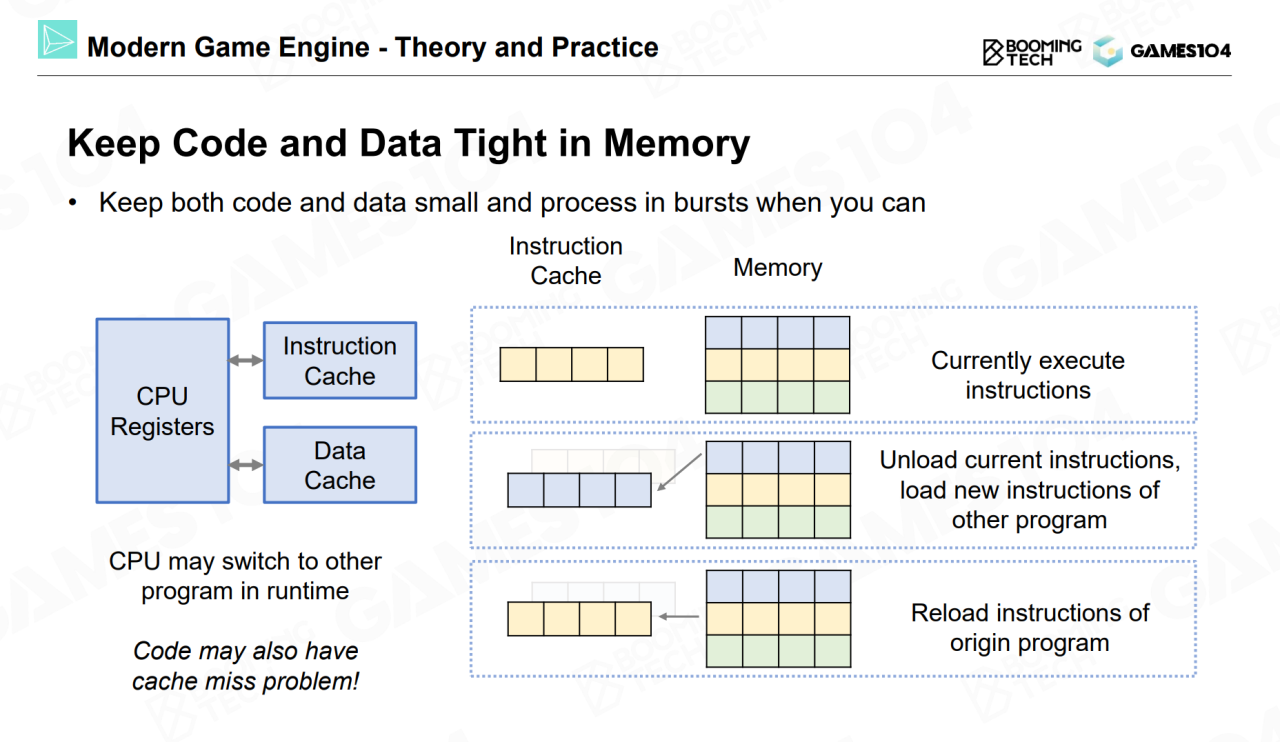 Modern Game Engine - Theory and Practice
BOOMING
TECH
GAMES104
Keep Code and Data Tight in Memory
• Keep both code and data small and process in bursts when you can
Instruction
Cache
Memory
CPU
Registers
Instruction
Cache
Data
Cache
CPU may switch to other
program in runtime
Code may also have
cache miss problem!
Currently execute
instructions
Unload current instructions,
load new instructions of
other program
Reload instructions of
origin program